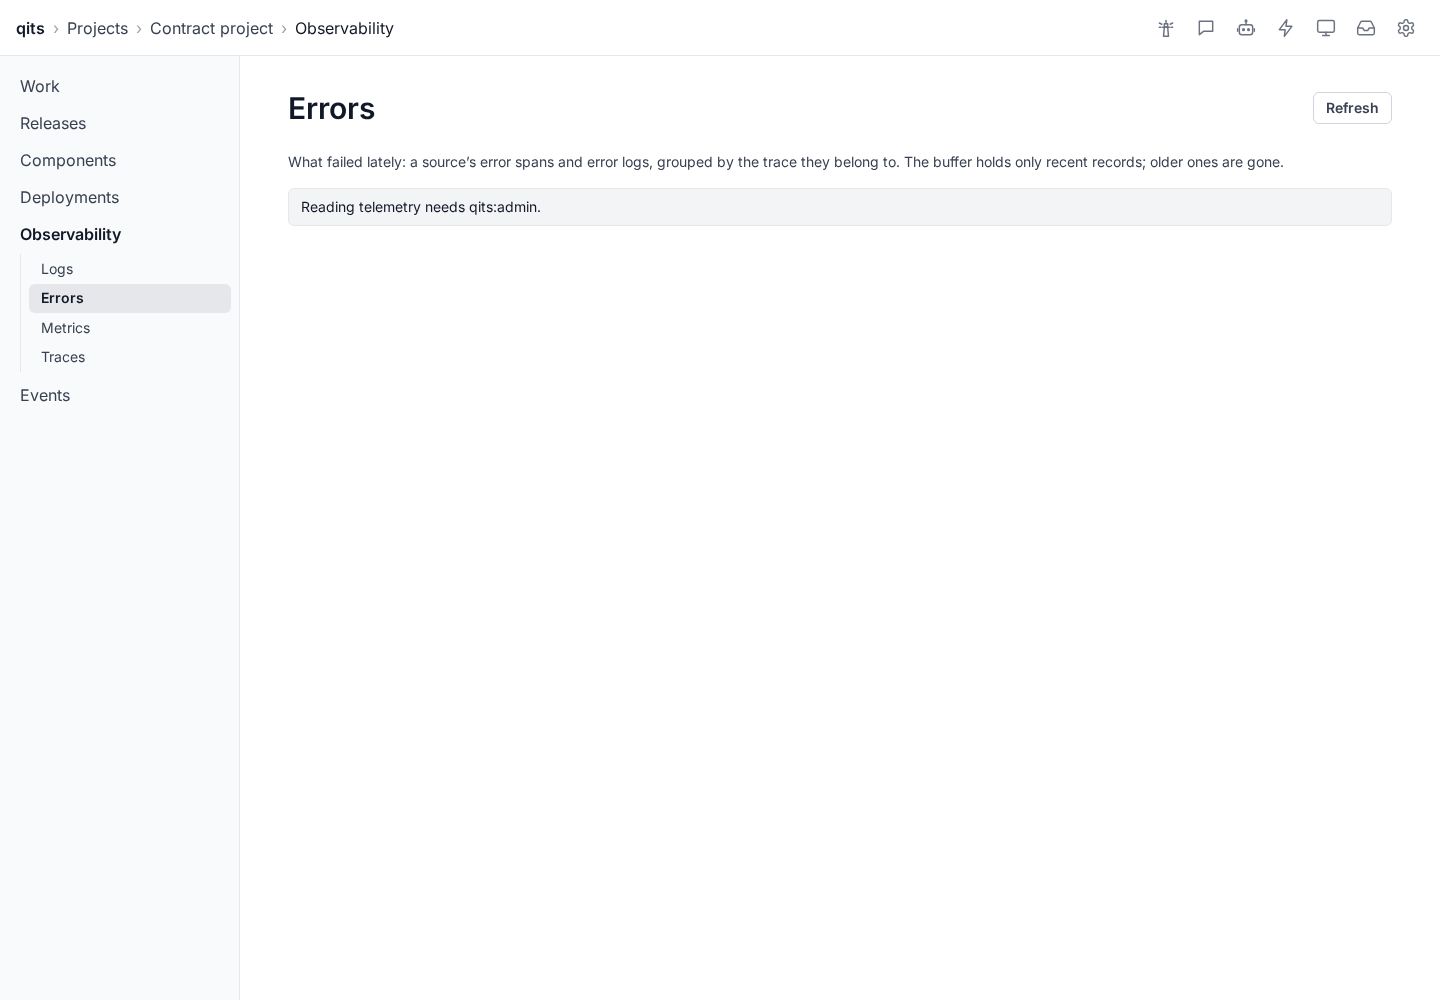 qits › Projects › Contract project › Observability
Work
Releases
Components
Deployments
Observability
Logs
Errors
Metrics
Traces
Events
Errors
Refresh
What failed lately: a source’s error spans and error logs, grouped by the trace they belong to. The buffer holds only recent records; older ones are gone.
Reading telemetry needs qits:admin.